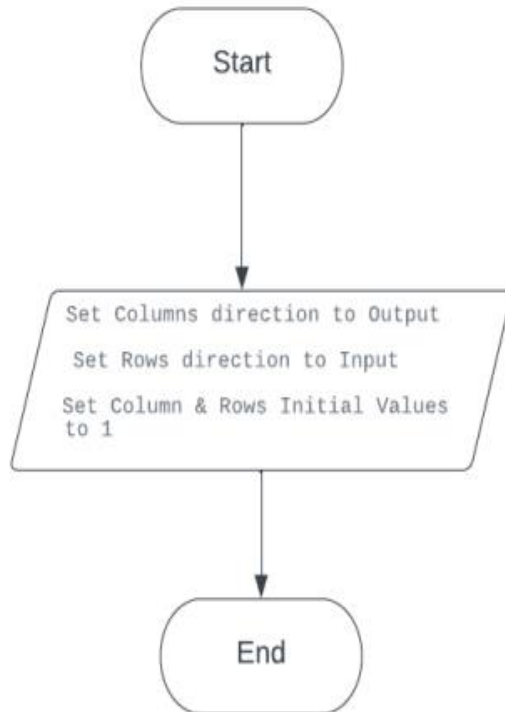 Start
Set Columns direction to Output
Set Rows direction to Input
Set Column & Rows Initial Values
to 1
End